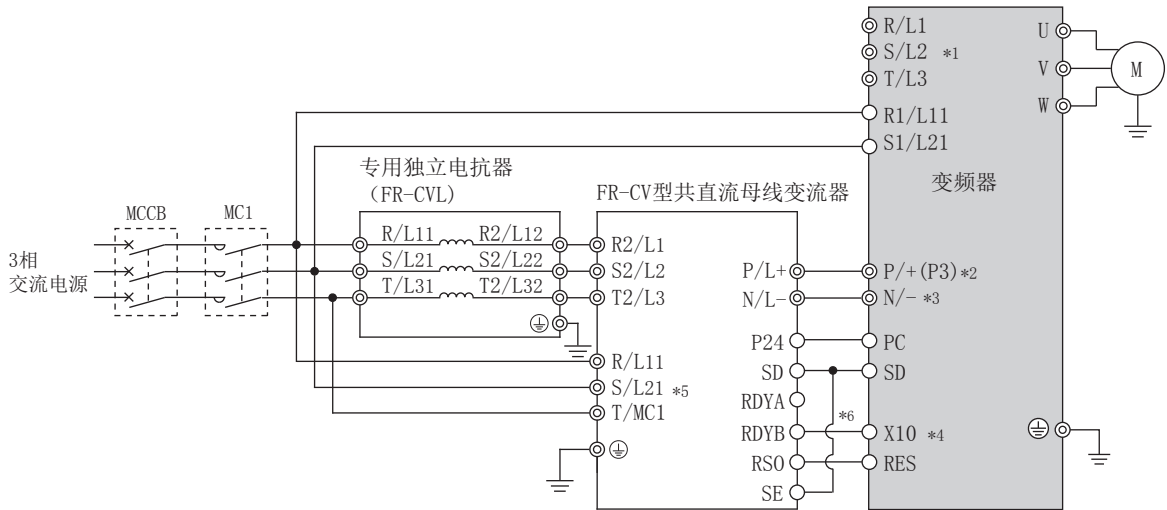 R/L1
S/L2 *1
T/L3
R1/L11
S1/L21
U
V
W
M
变频器
专用独立电抗器
（FR-CVL）
FR-CV型共直流母线变流器
MCCB
MC1
3相
交流电源
R/L11 R2/L12
S/L21 S2/L22
T/L31 T2/L32
R2/L1
S2/L2
T2/L3
R/L11
S/L21 *5
T/MC1
P/L+
N/L-
P24
SD
RDYA
RDYB
RSO
SE
*6
P/+(P3)*2
N/- *3
PC
SD
X10 *4
RES